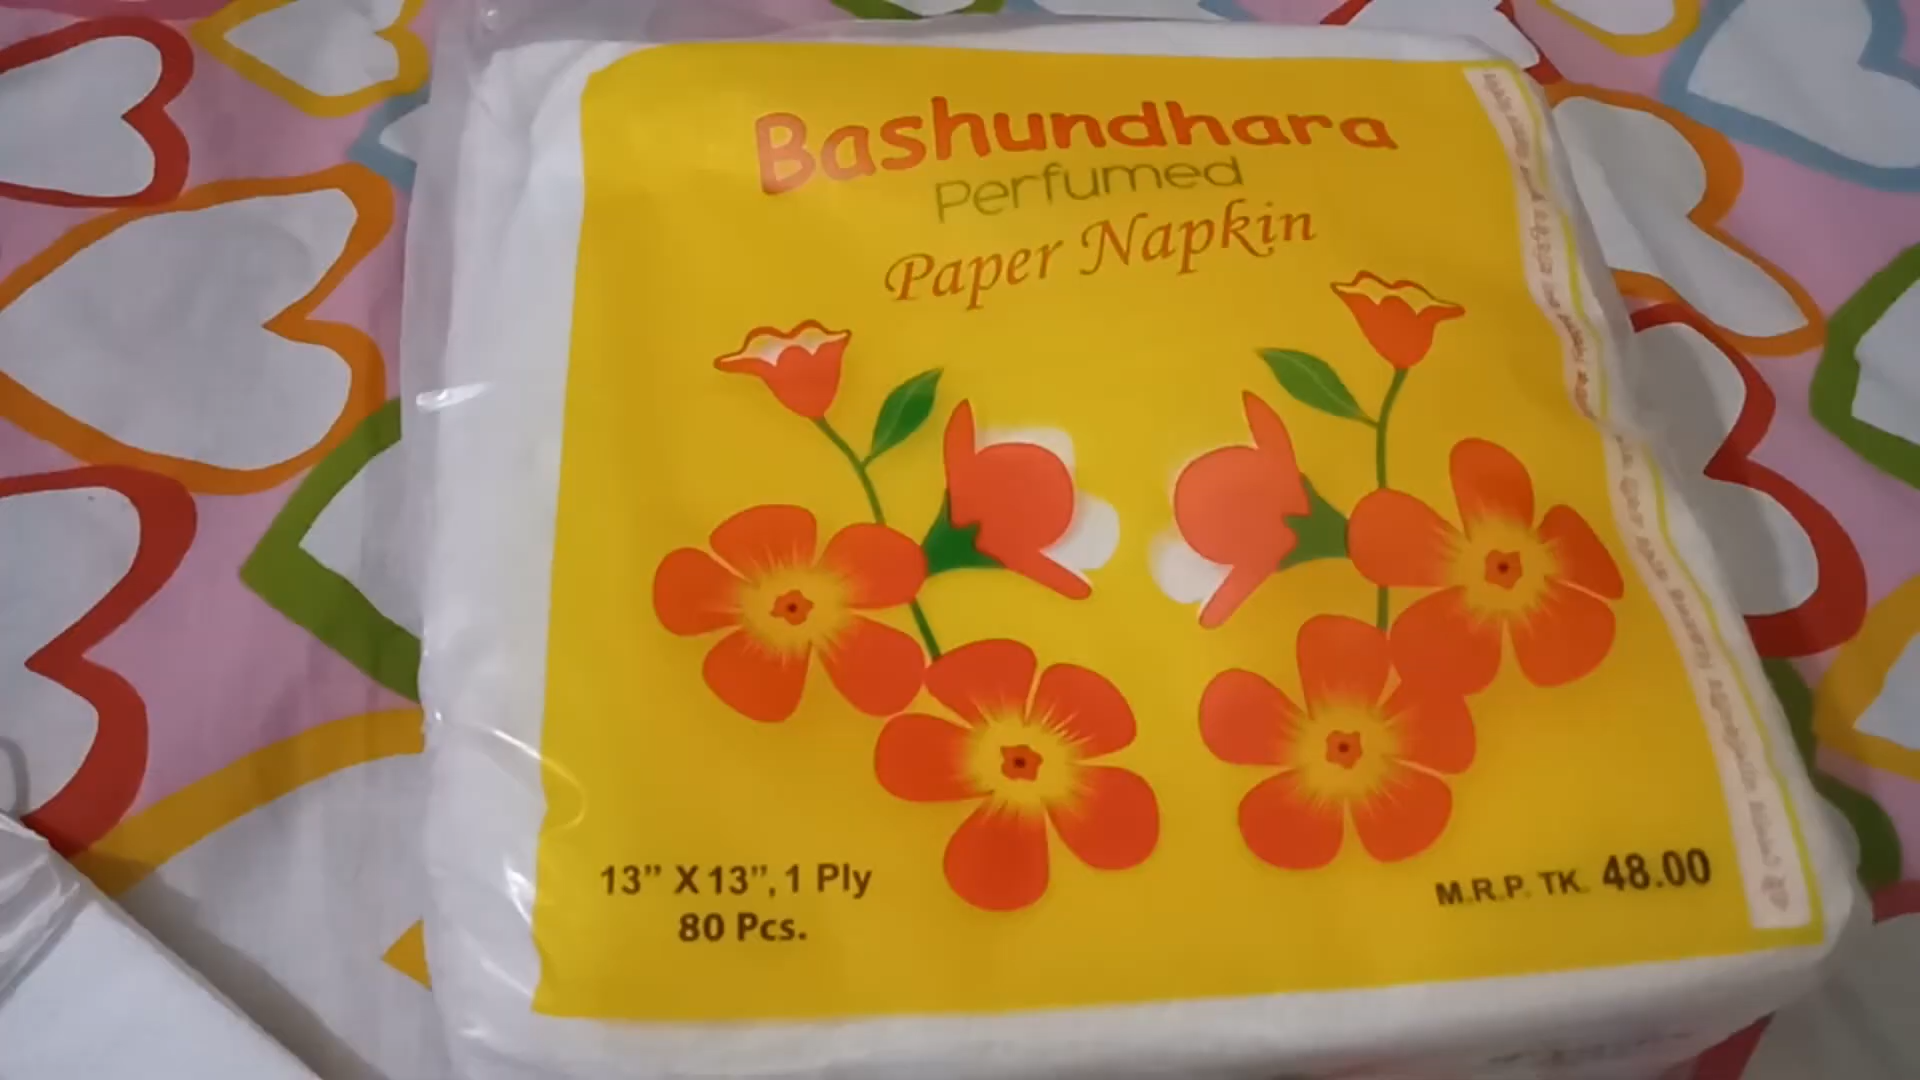 Bashundhara
Perfumed
Paper Napkin
13” X 13”, 1 Ply
80 Pcs.
M.R.P. TK. 48.00